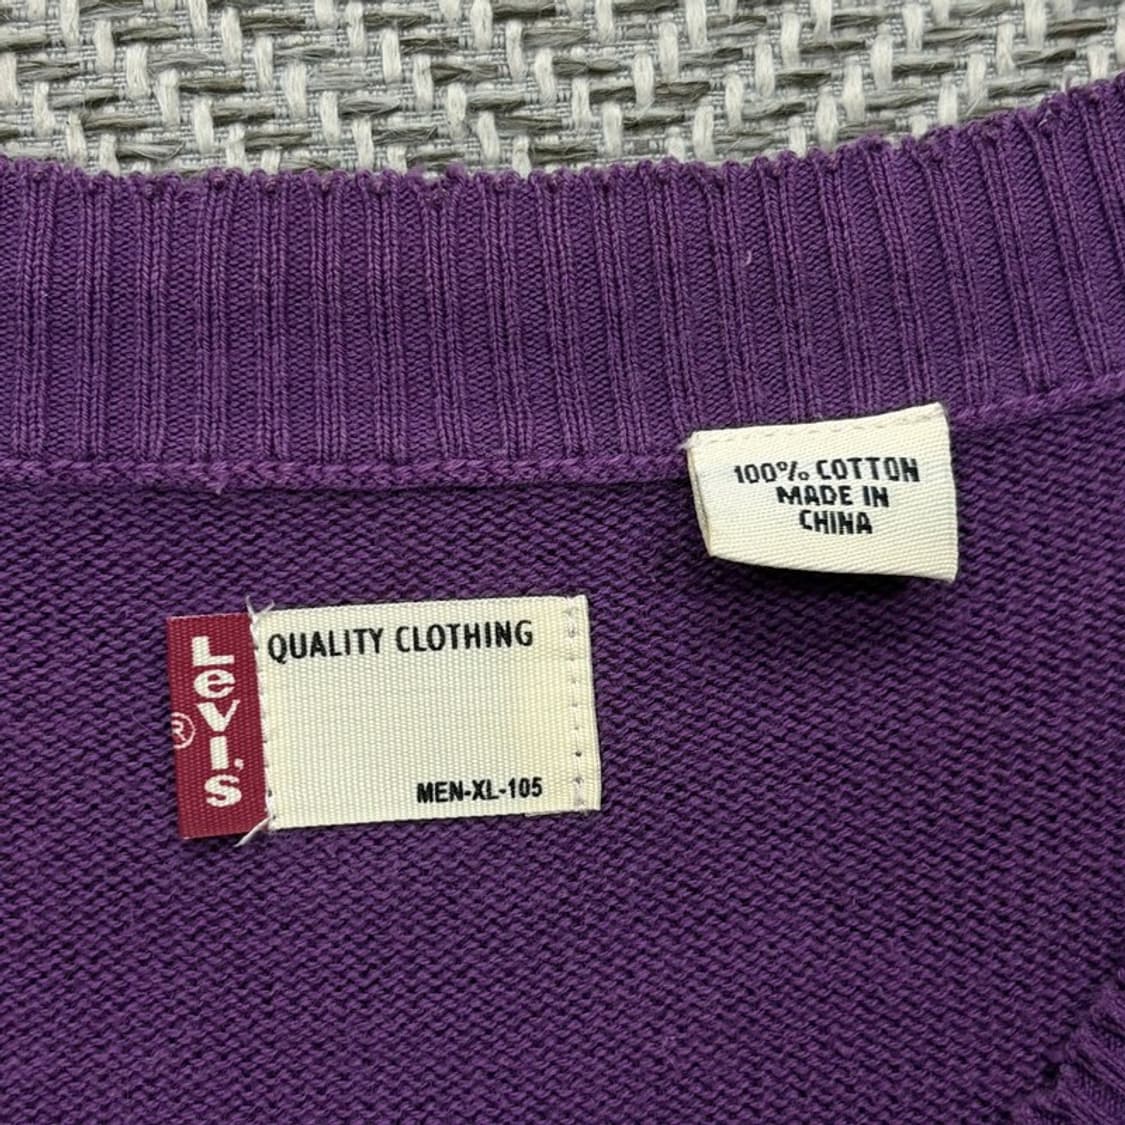 100% COTTON
MADE IN
CHINA
Levi's
®
QUALITY CLOTHING
MEN-XL-105